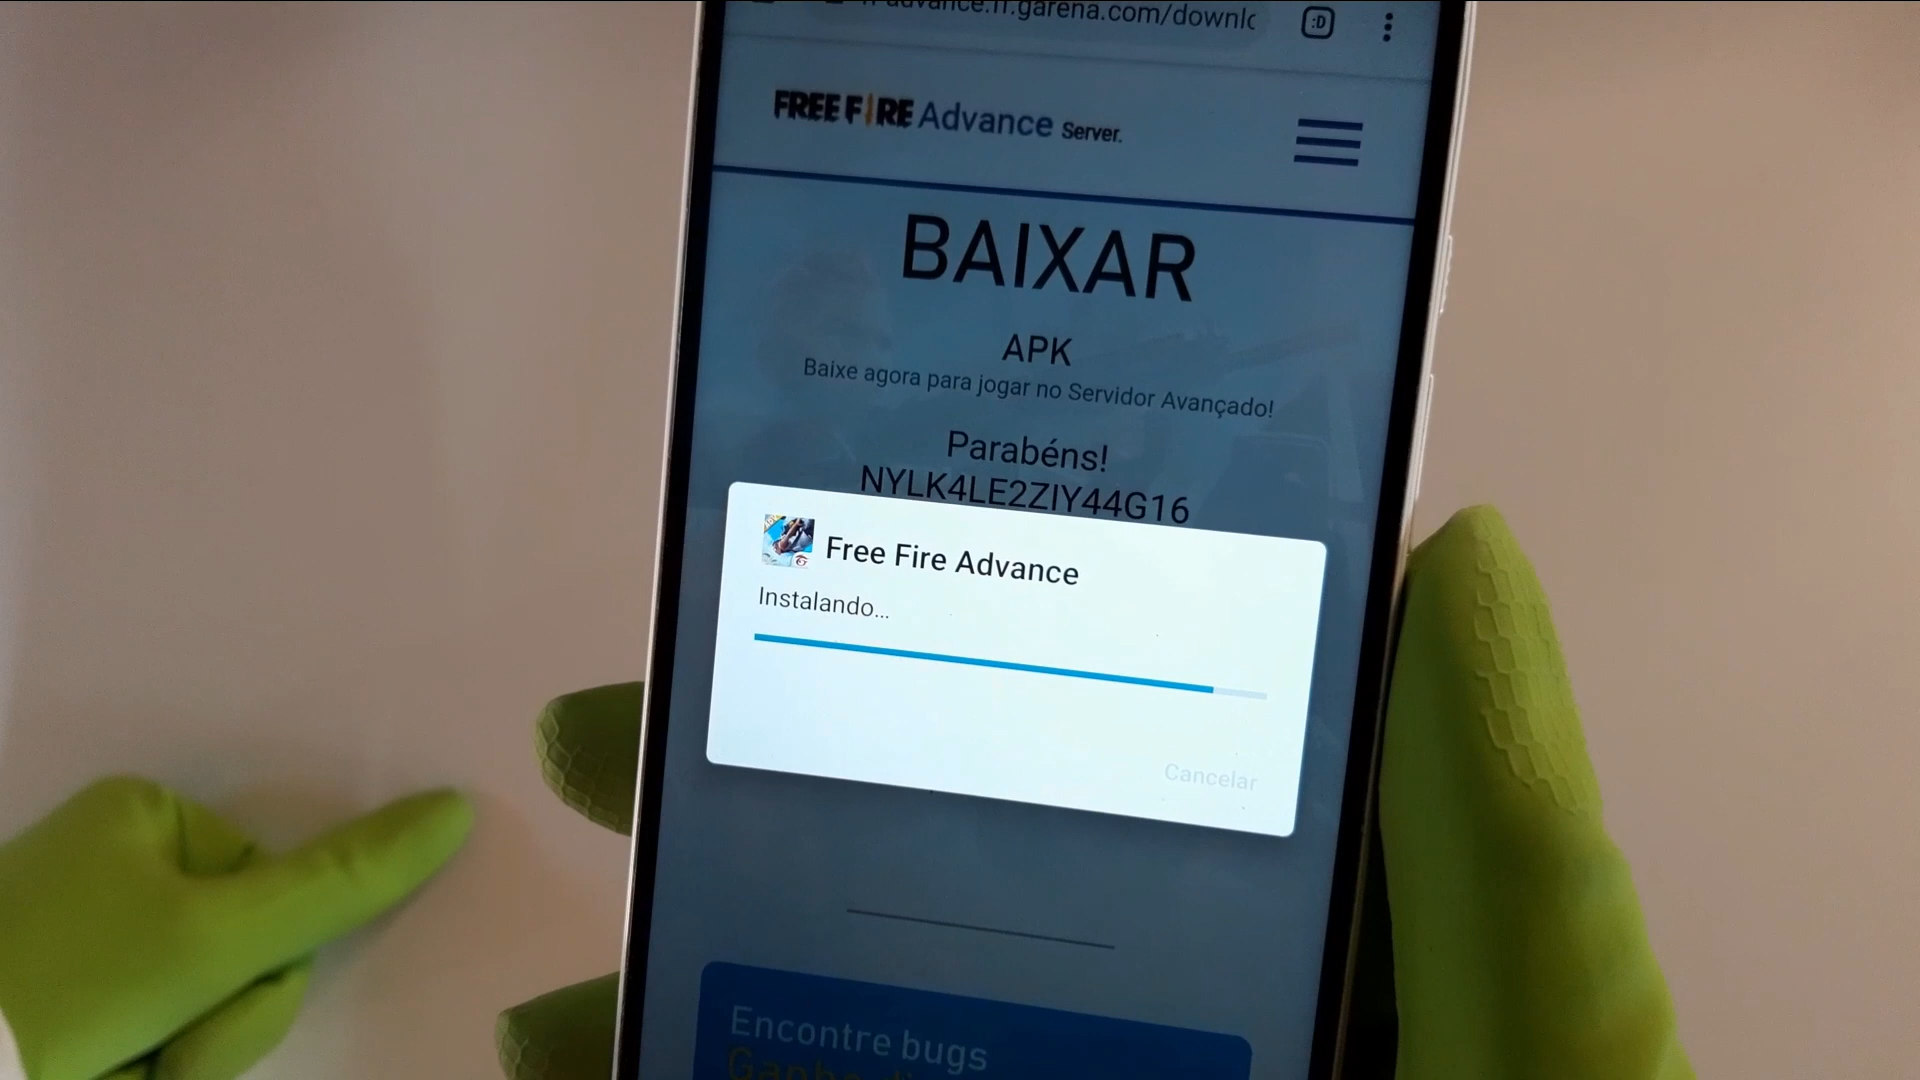 advance.ff.garena.com/downlo
:D
FREE FIRE Advance Server.
BAIXAR
APK
Baixe agora para jogar no Servidor Avançado!
Parabéns!
NYLK4LE2ZIY44G16
Free Fire Advance
Instalando...
Cancelar
Encontre bugs